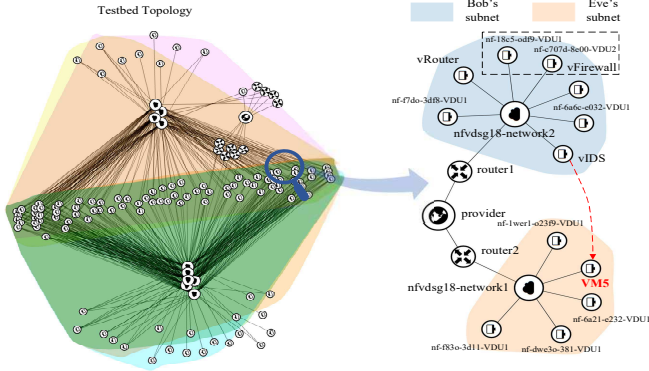 Testbed Topology
Bob's
subnet
Eve's
subnet
nf-18c5-odf9-VDU1
nf-c707d-8e00-VDU2
vRouter
vFirewall
nf-f7do-3df8-VDU1
nf-6a6c-e032-VDU1
nfvdsg18-network2
vIDS
router1
provider
nf-1wer1-o23f9-VDU1
router2
VM5
nfvdsg18-network1
nf-6a21-e232-VDU1
nf-f83o-3d11-VDU1
nf-dwe3o-381-VDU1